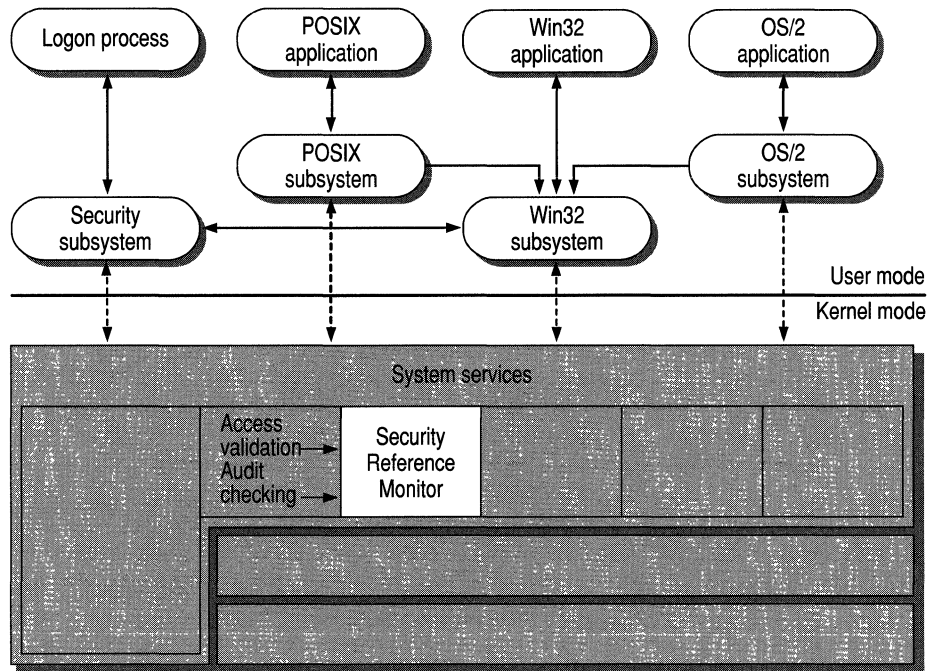 Logon process
POSIX
application
Win32
application
OS/2
application
POSIX
subsystem
OS/2
subsystem
Security
subsystem
Win32
subsystem
User mode
Kernel mode
System services
Access
validation
Audit
checking
Security
Reference
Monitor